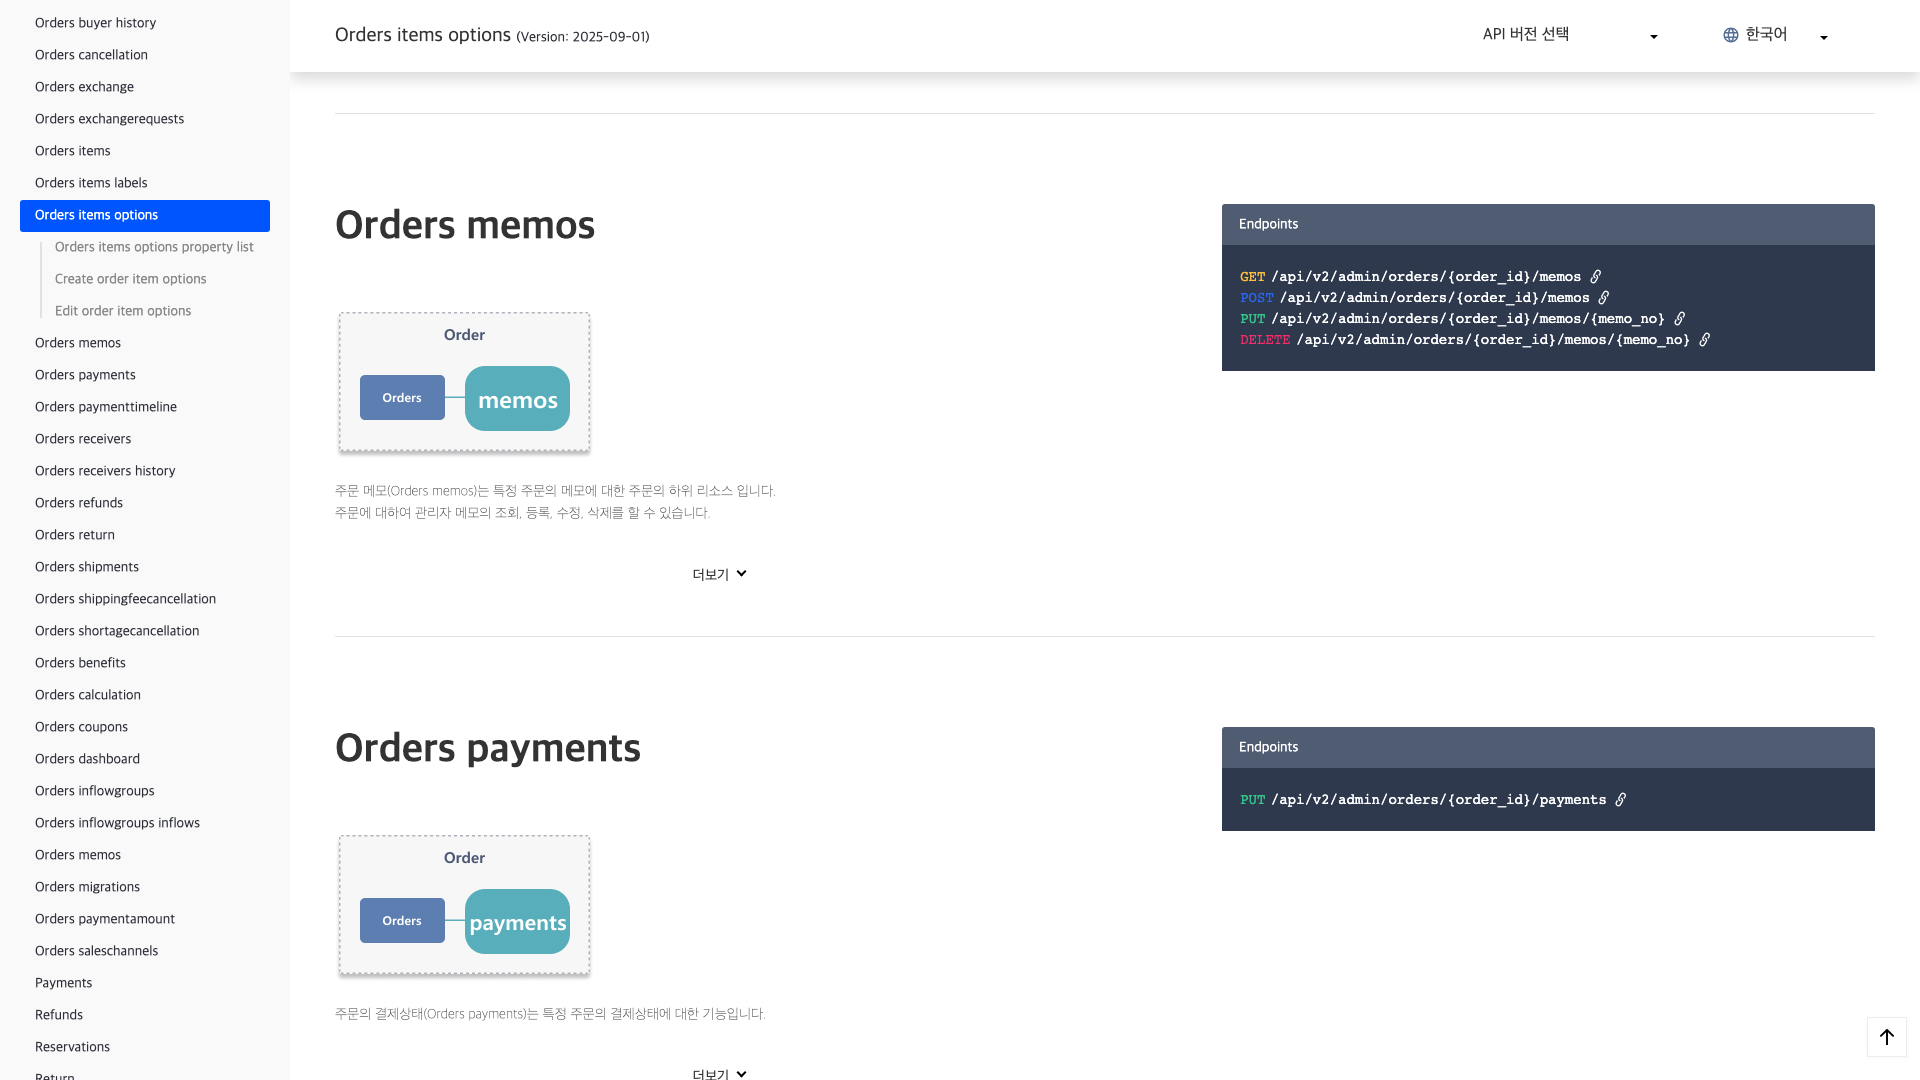 Orders buyer history
Orders cancellation
Orders exchange
Orders exchangerequests
Orders items
Orders items labels
Orders items options
Orders items options property list
Create order item options
Edit order item options
Orders memos
Orders payments
Orders paymenttimeline
Orders receivers
Orders receivers history
Orders refunds
Orders return
Orders shipments
Orders shippingfeecancellation
Orders shortagecancellation
Orders benefits
Orders calculation
Orders coupons
Orders dashboard
Orders inflowgroups
Orders inflowgroups inflows
Orders memos
Orders migrations
Orders paymentamount
Orders saleschannels
Payments
Refunds
Reservations
Return
Orders items options (Version: 2025-09-01)
API 버전 선택
한국어
Orders memos
Order
Orders
memos
주문 메모(Orders memos)는 특정 주문의 메모에 대한 주문의 하위 리소스 입니다.
주문에 대하여 관리자 메모의 조회, 등록, 수정, 삭제를 할 수 있습니다.
더보기
Endpoints
GET /api/v2/admin/orders/{order_id}/memos
POST /api/v2/admin/orders/{order_id}/memos
PUT /api/v2/admin/orders/{order_id}/memos/{memo_no}
DELETE /api/v2/admin/orders/{order_id}/memos/{memo_no}
Orders payments
Order
Orders
payments
주문의 결제상태(Orders payments)는 특정 주문의 결제상태에 대한 기능입니다.
더보기
Endpoints
PUT /api/v2/admin/orders/{order_id}/payments